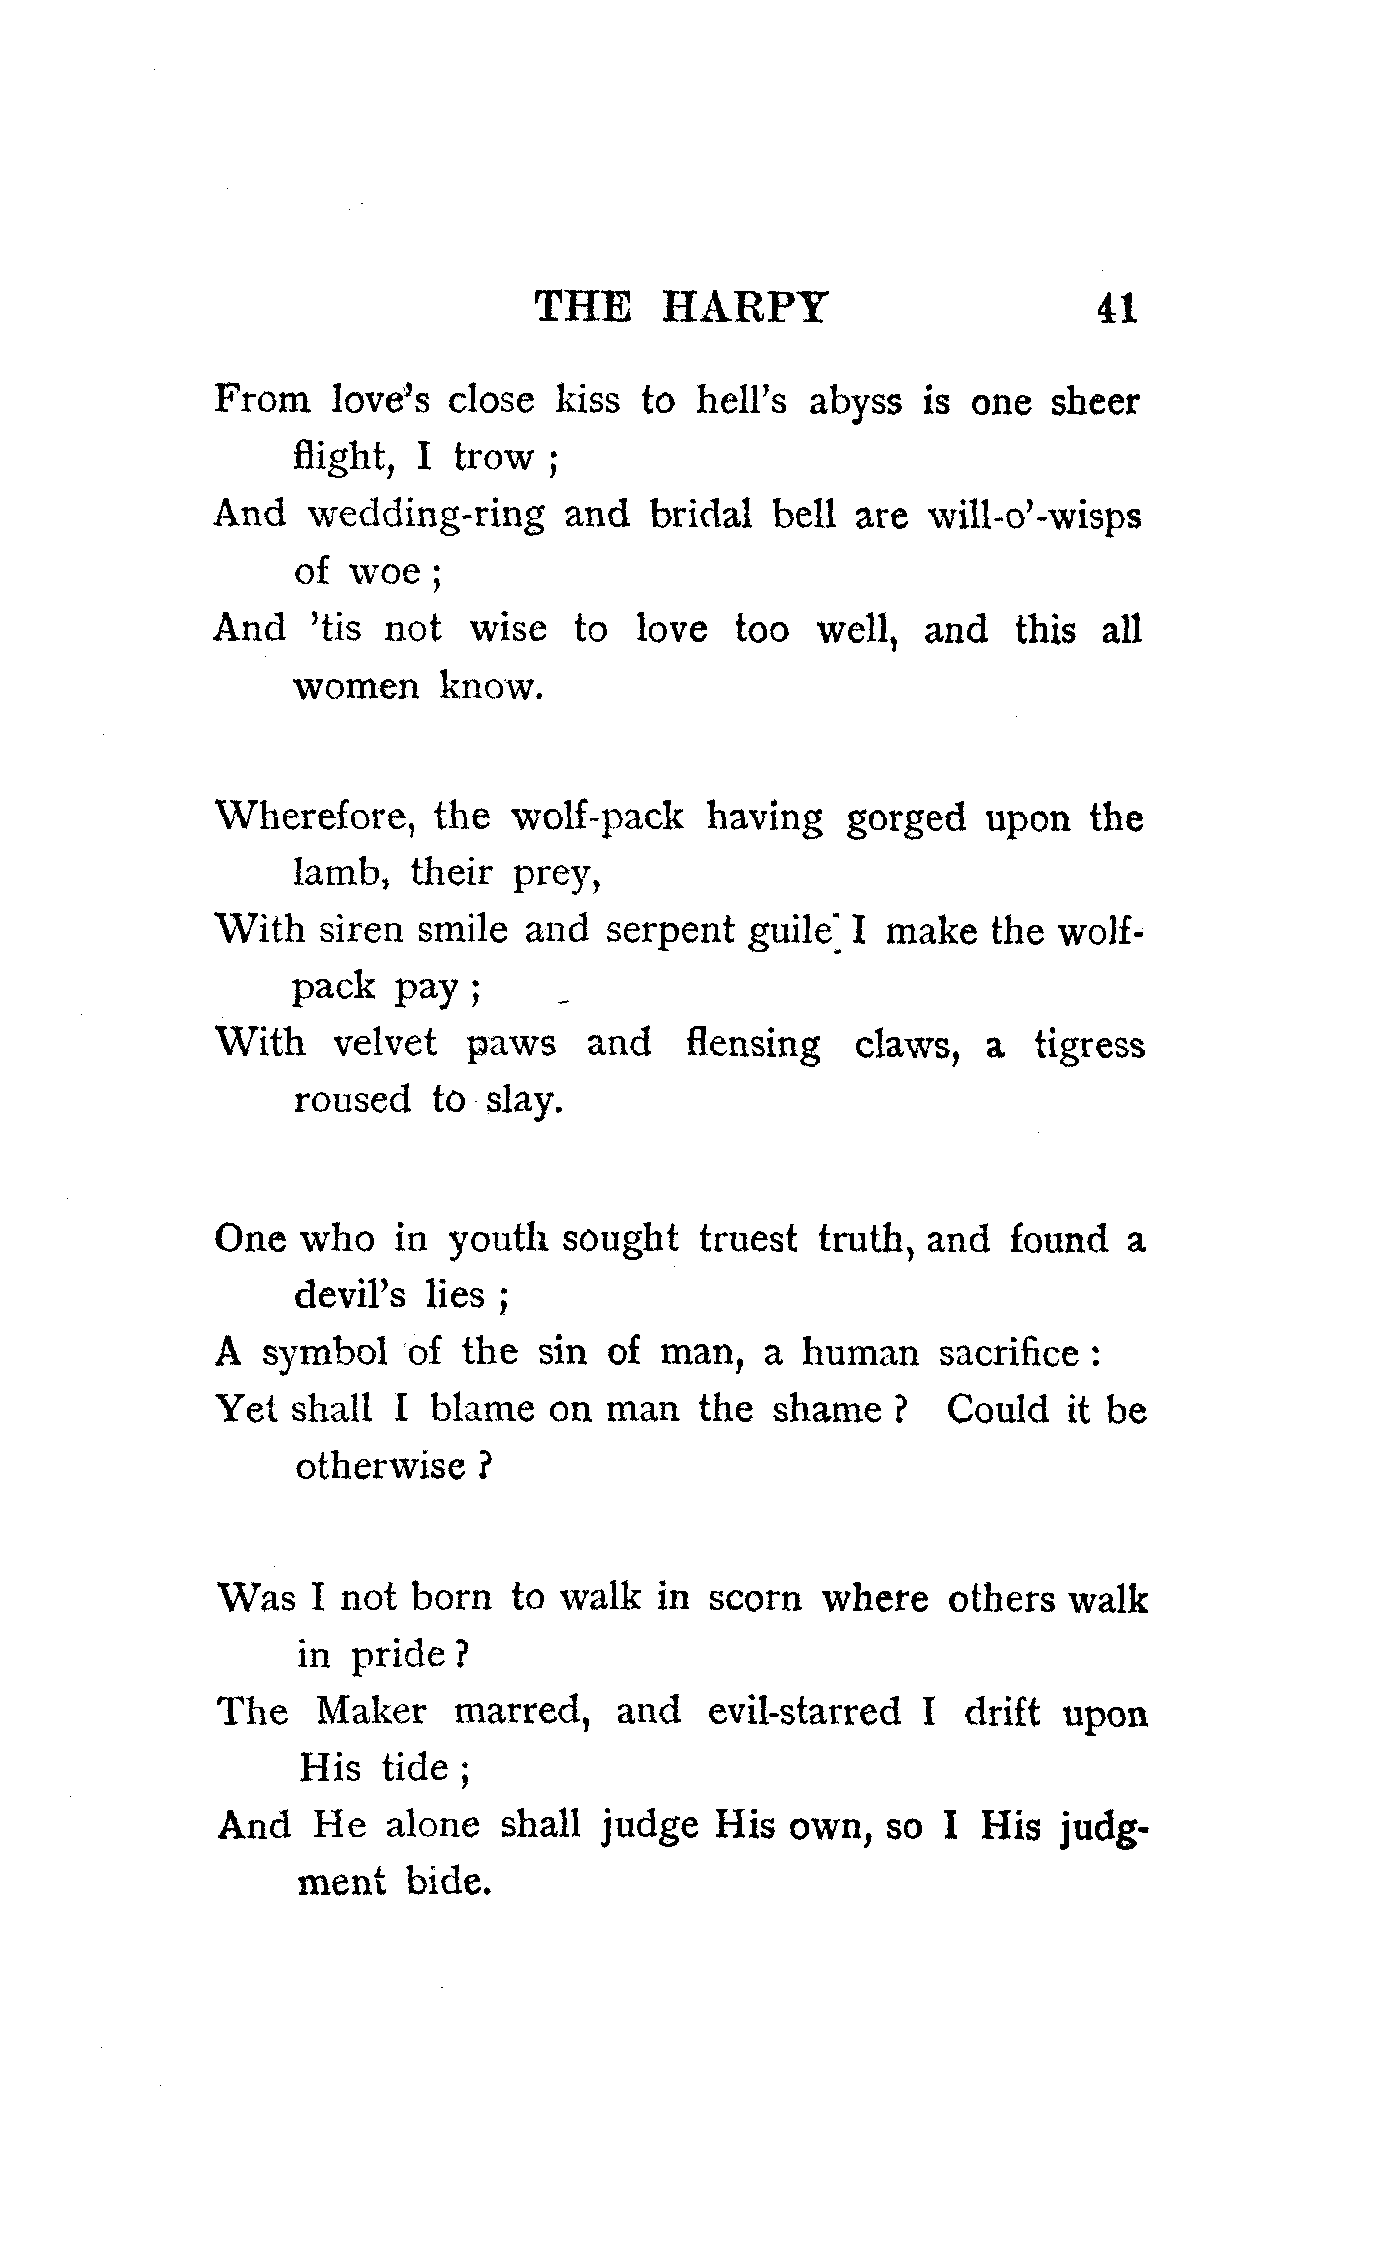 THE HARPY 41
From love's close kiss to hell's abyss is one sheer
flight, I trow ;
And wedding-ring and bridal bell are will-o'-wisps
of woe ;
And 'tis not wise to love too well, and this all
women know.
Wherefore, the wolf-pack having gorged upon the
lamb, their prey,
With siren smile and serpent guile I make the wolf-
pack pay ;
With velvet paws and flensing claws, a tigress
roused to slay.
One who in youth sought truest truth, and found a
devil's lies ;
A symbol of the sin of man, a human sacrifice :
Yet shall I blame on man the shame ? Could it be
otherwise ?
Was I not born to walk in scorn where others walk
in pride ?
The Maker marred, and evil-starred I drift upon
His tide ;
And He alone shall judge His own, so I His judg-
ment bide.